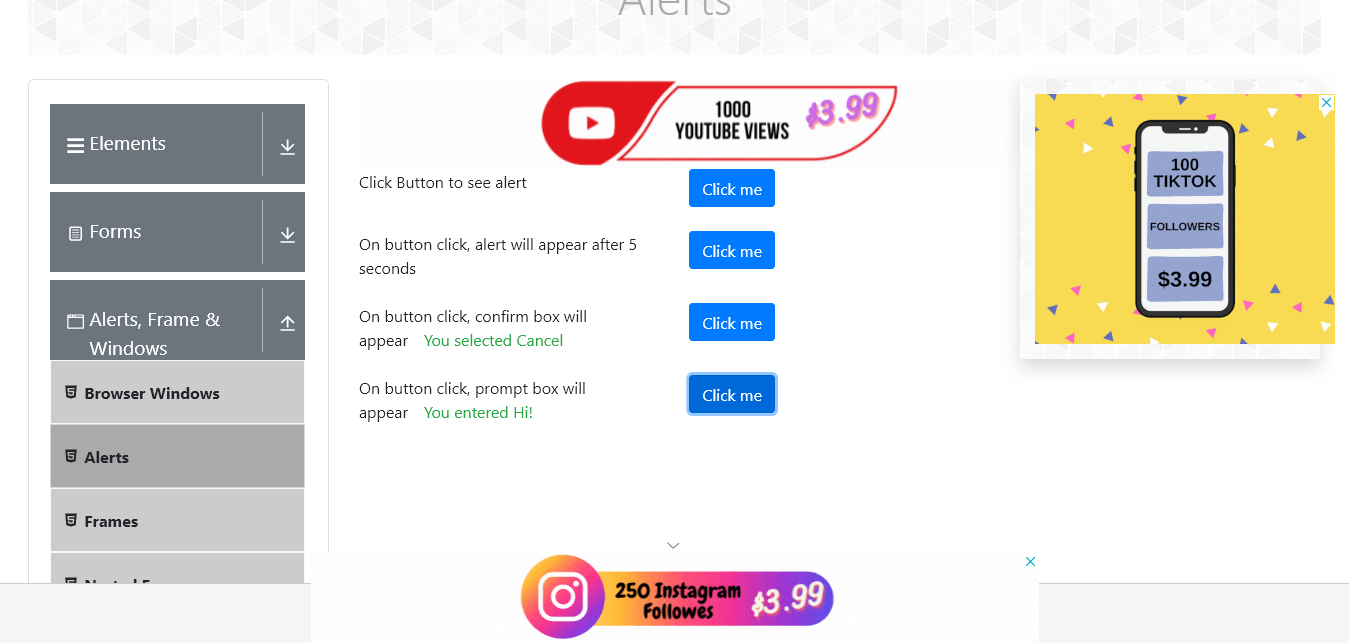 Alerts
Elements
Forms
Alerts, Frame &
Windows
Browser Windows
Alerts
Frames
1000
YOUTUBE VIEWS
$3.99
Click Button to see alert
Click me
On button click, alert will appear after 5
seconds
Click me
On button click, confirm box will
appear You selected Cancel
Click me
On button click, prompt box will
appear You entered Hi!
Click me
100
TIKTOK
FOLLOWERS
$3.99
250 Instagram
Followes
$3.99